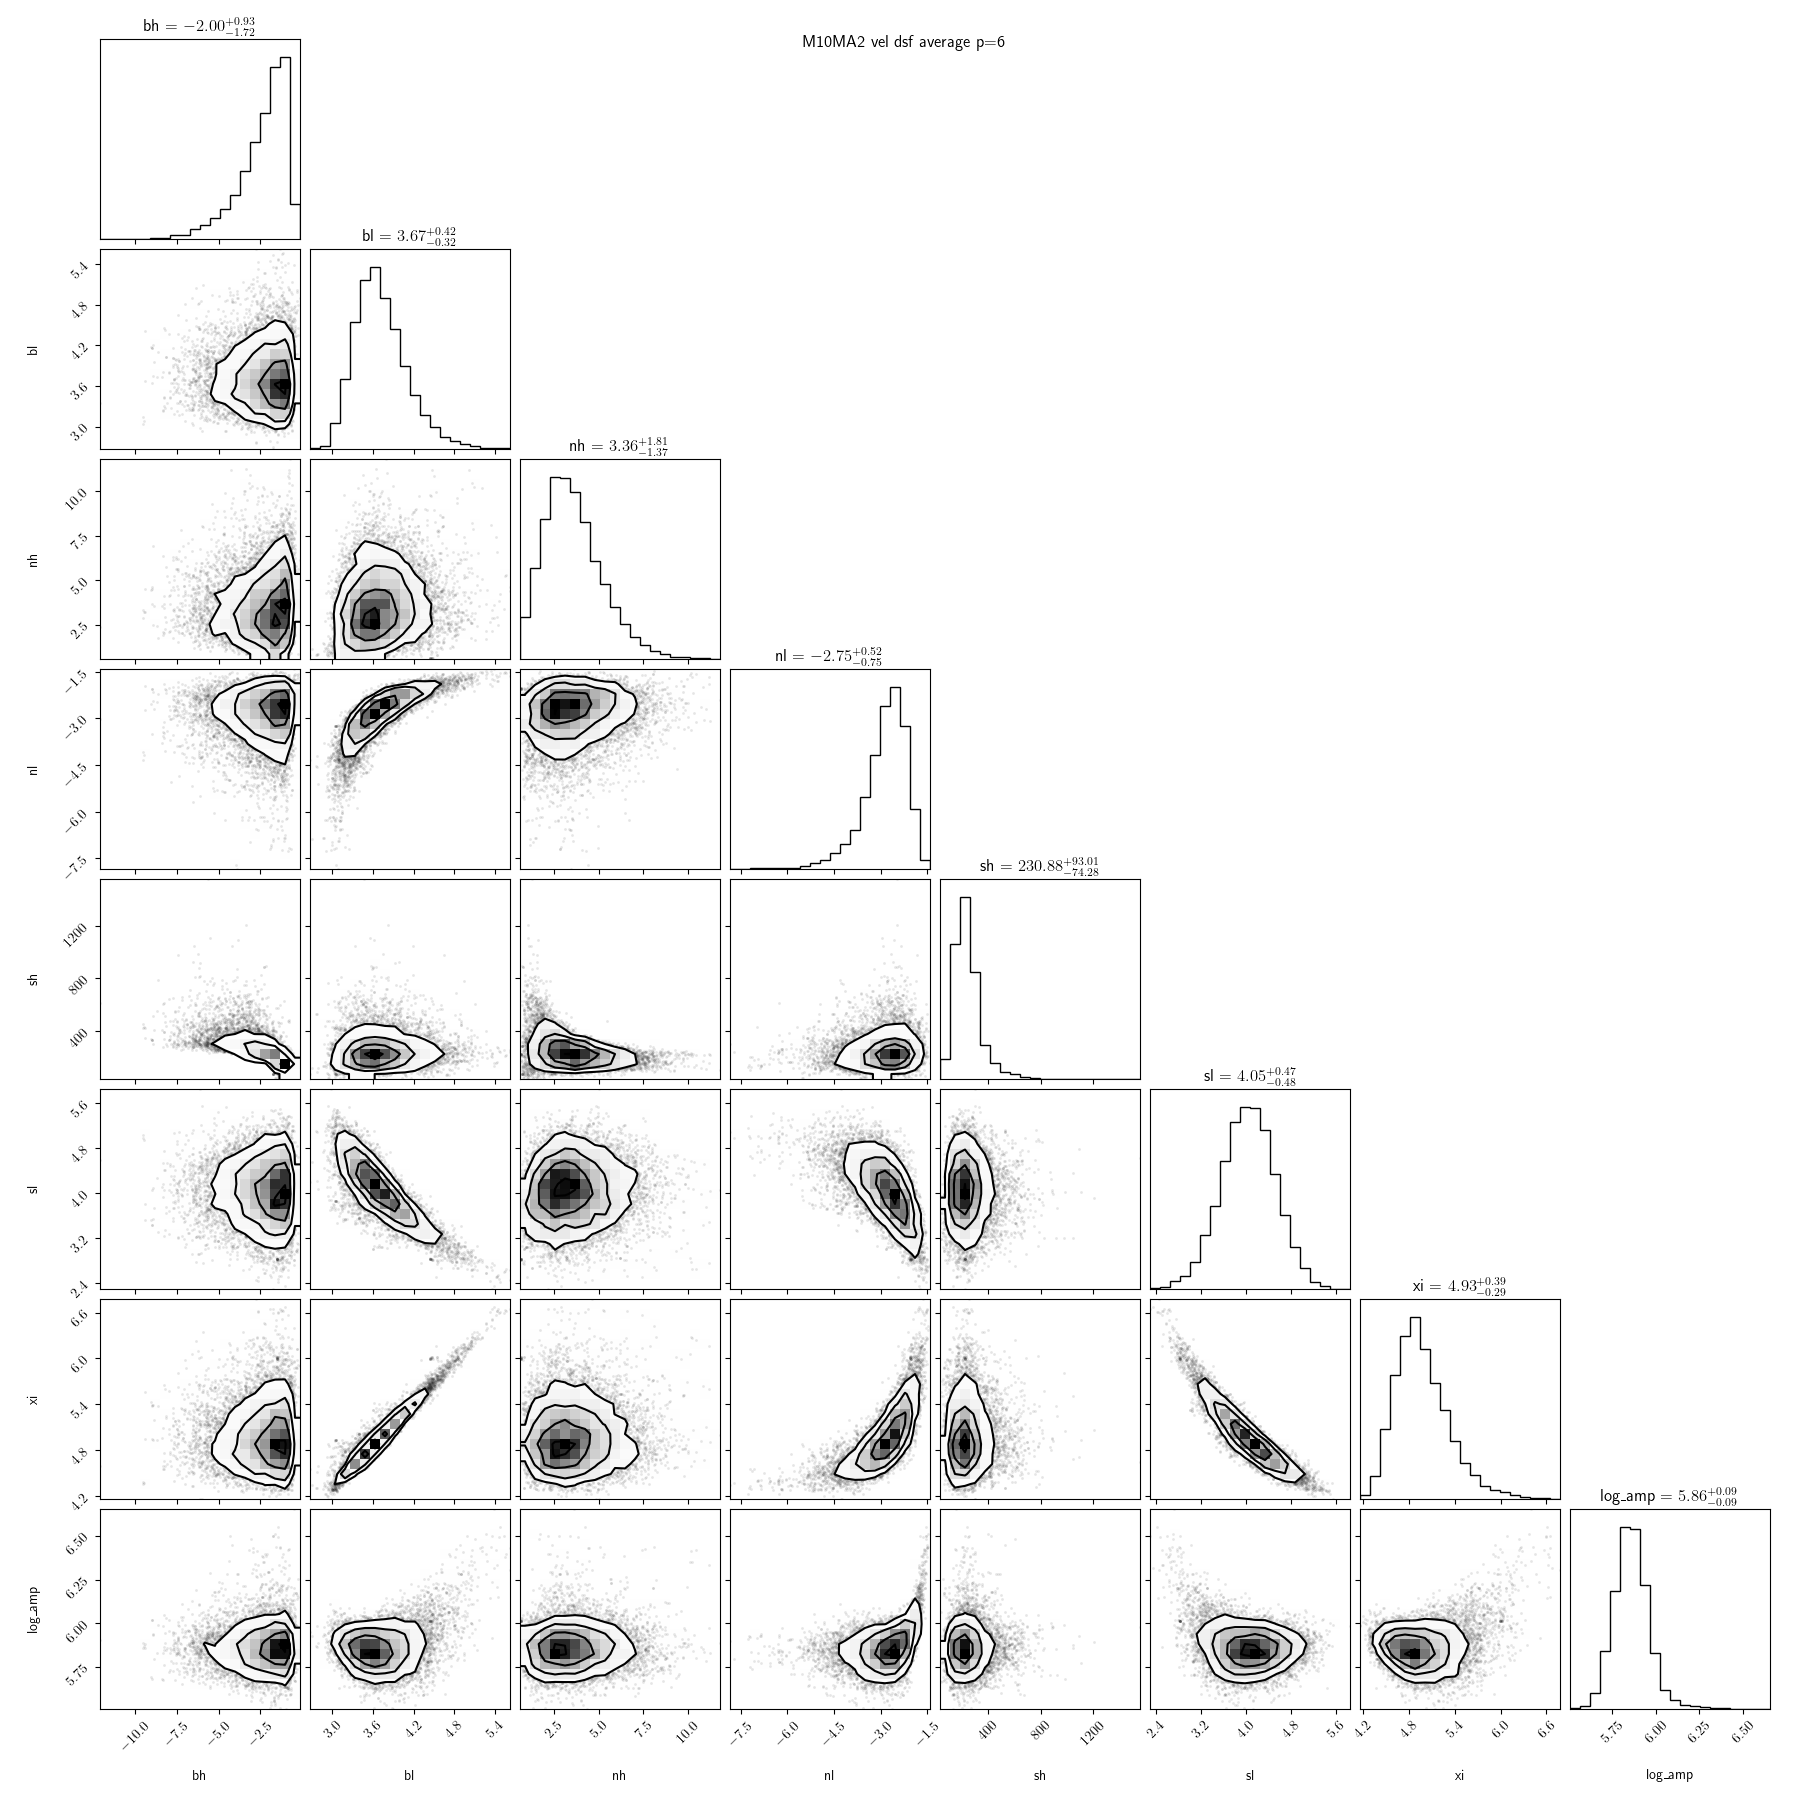 M10MA2 vel dsf average p=6
bh = −2.00 +0.93 −1.72
bl = 3.67 +0.42 −0.32
nh = 3.36 +1.81 −1.37
nl = −2.75 +0.52 −0.75
sh = 230.88 +93.01 −74.28
sl = 4.05 +0.47 −0.48
xi = 4.93 +0.39 −0.29
log_amp = 5.86 +0.09 −0.09
bl
5.4
4.8
4.2
3.6
3.0
nh
10.0
7.5
5.0
2.5
nl
−1.5
−3.0
−4.5
−6.0
−7.5
sh
1200
800
400
sl
5.6
4.8
4.0
3.2
2.4
xi
6.6
6.0
5.4
4.8
4.2
log_amp
6.50
6.25
6.00
5.75
−10.0 −7.5 −5.0 −2.5
3.0 3.6 4.2 4.8 5.4
2.5 5.0 7.5 10.0
−7.5 −6.0 −4.5 −3.0 −1.5
400 800 1200
2.4 3.2 4.0 4.8 5.6
4.2 4.8 5.4 6.0 6.6
5.75 6.00 6.25 6.50
bh bl nh nl sh sl xi log_amp